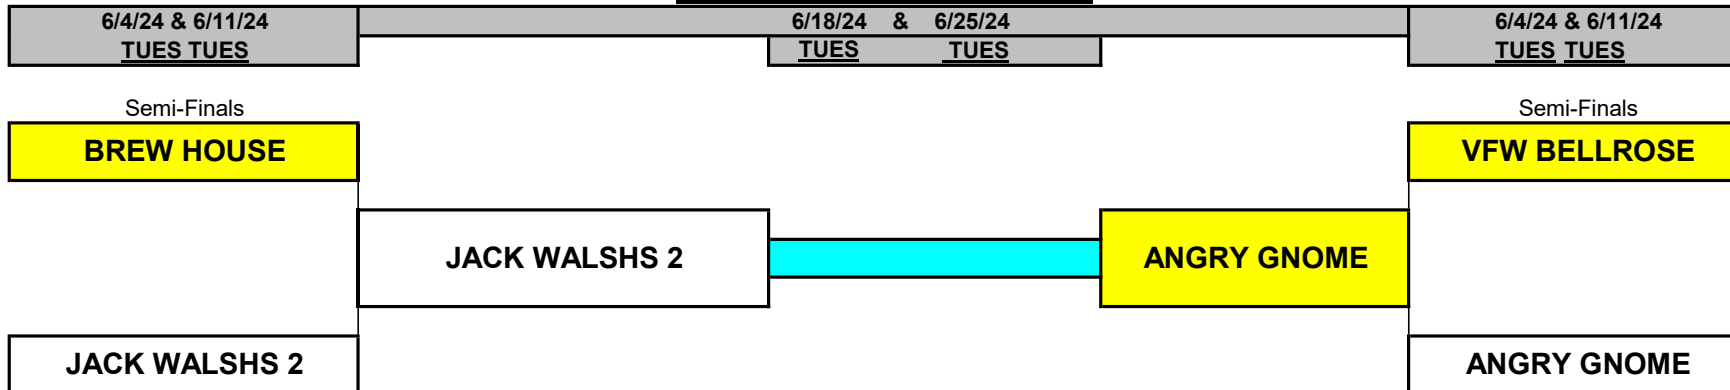 6/4/24 & 6/11/24
TUES TUES
6/18/24 & 6/25/24
TUES TUES
6/4/24 & 6/11/24
TUES TUES
Semi-Finals
Semi-Finals
BREW HOUSE
VFW BELLROSE
JACK WALSHS 2
ANGRY GNOME
JACK WALSHS 2
ANGRY GNOME